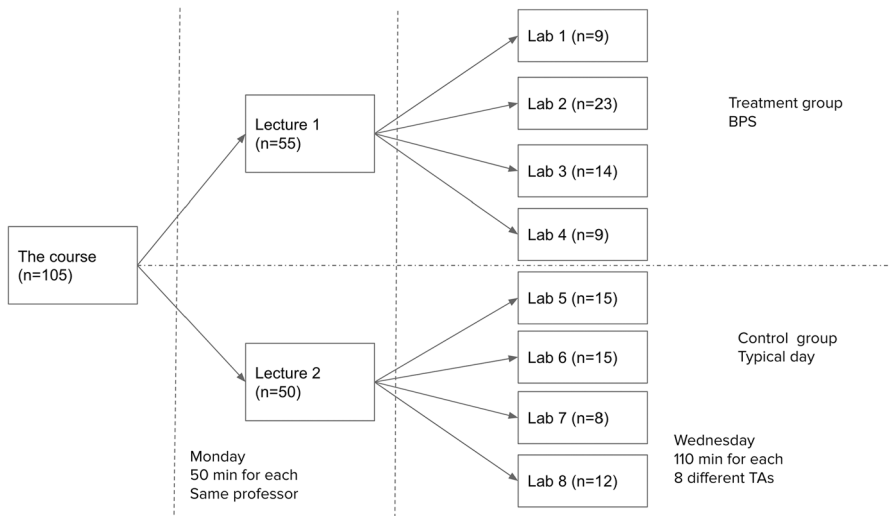 The course
(n=105)
Lecture 1
(n=55)
Lecture 2
(n=50)
Monday
50 min for each
Same professor
Lab 1 (n=9)
Lab 2 (n=23)
Lab 3 (n=14)
Lab 4 (n=9)
Lab 5 (n=15)
Lab 6 (n=15)
Lab 7 (n=8)
Lab 8 (n=12)
Treatment group
BPS
Control group
Typical day
Wednesday
110 min for each
8 different TAs